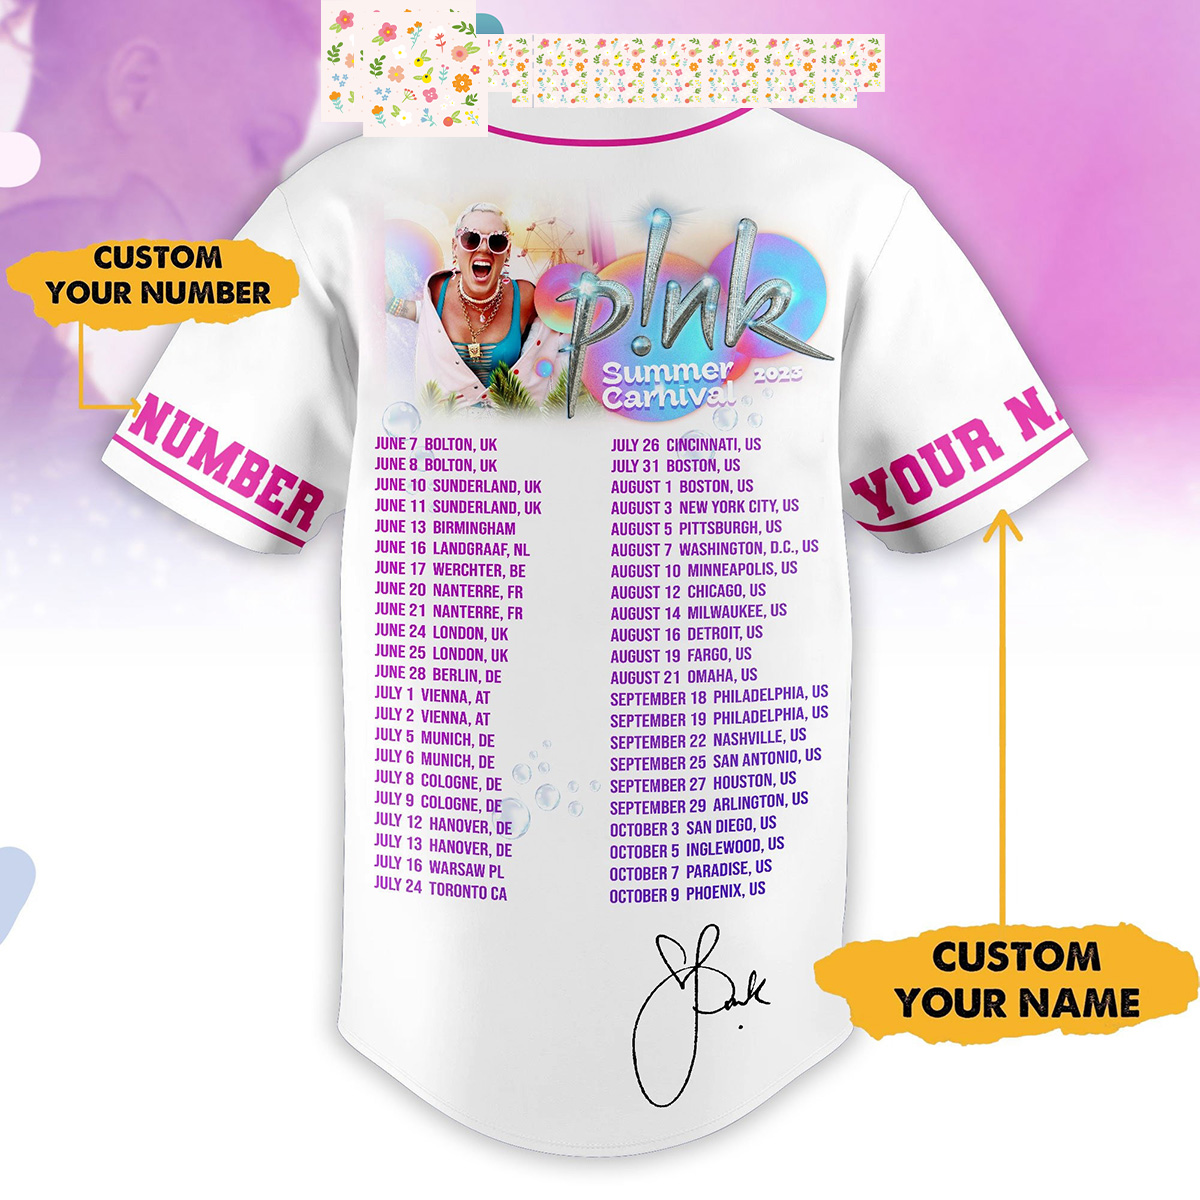 CUSTOM
YOUR NUMBER
NUMBER
YOUR N.
p!nk
Summer
Carnival
2023
JUNE 7 BOLTON, UK
JUNE 8 BOLTON, UK
JUNE 10 SUNDERLAND, UK
JUNE 11 SUNDERLAND, UK
JUNE 13 BIRMINGHAM
JUNE 16 LANDGRAAF, NL
JUNE 17 WERCHTER, BE
JUNE 20 NANTERRE, FR
JUNE 21 NANTERRE, FR
JUNE 24 LONDON, UK
JUNE 25 LONDON, UK
JUNE 28 BERLIN, DE
JULY 1 VIENNA, AT
JULY 2 VIENNA, AT
JULY 5 MUNICH, DE
JULY 6 MUNICH, DE
JULY 8 COLOGNE, DE
JULY 9 COLOGNE, DE
JULY 12 HANOVER, DE
JULY 13 HANOVER, DE
JULY 16 WARSAW PL
JULY 24 TORONTO CA
JULY 26 CINCINNATI, US
JULY 31 BOSTON, US
AUGUST 1 BOSTON, US
AUGUST 3 NEW YORK CITY, US
AUGUST 5 PITTSBURGH, US
AUGUST 7 WASHINGTON, D.C., US
AUGUST 10 MINNEAPOLIS, US
AUGUST 12 CHICAGO, US
AUGUST 14 MILWAUKEE, US
AUGUST 16 DETROIT, US
AUGUST 19 FARGO, US
AUGUST 21 OMAHA, US
SEPTEMBER 18 PHILADELPHIA, US
SEPTEMBER 19 PHILADELPHIA, US
SEPTEMBER 22 NASHVILLE, US
SEPTEMBER 25 SAN ANTONIO, US
SEPTEMBER 27 HOUSTON, US
SEPTEMBER 29 ARLINGTON, US
OCTOBER 3 SAN DIEGO, US
OCTOBER 5 INGLEWOOD, US
OCTOBER 7 PARADISE, US
OCTOBER 9 PHOENIX, US
P!nk
CUSTOM
YOUR NAME